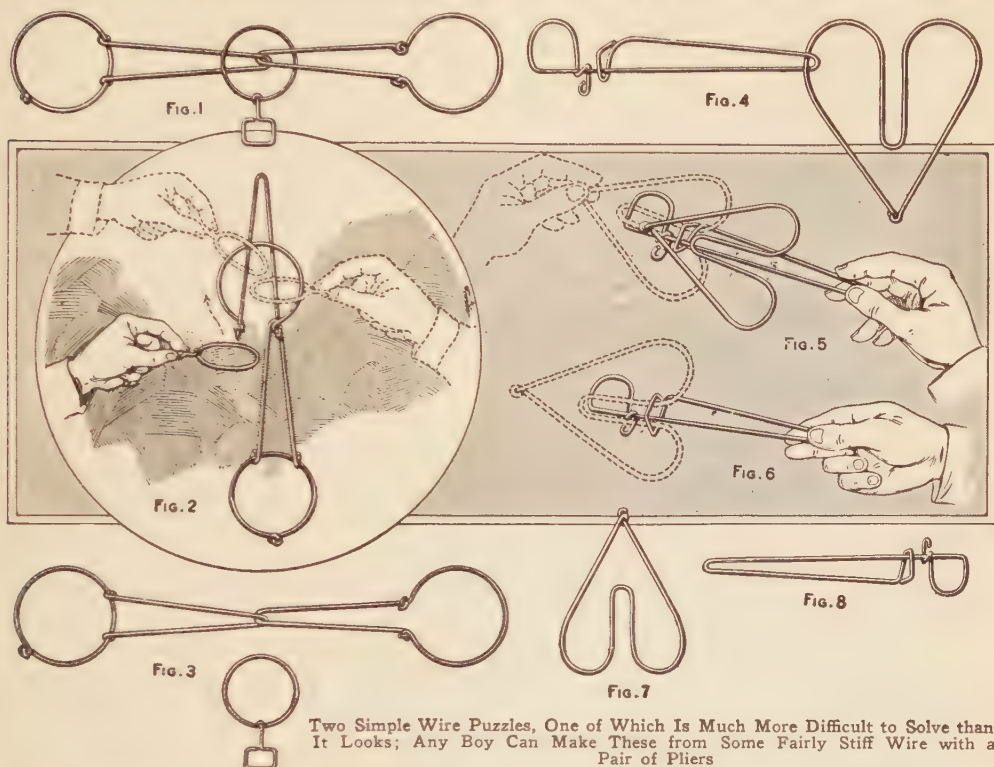 FIG.1
FIG.4
FIG.2
FIG.5
FIG.6
FIG.3
FIG.7
FIG.8
Two Simple Wire Puzzles, One of Which Is Much More Difficult to Solve than
It Looks; Any Boy Can Make These from Some Fairly Stiff Wire with a
Pair of Pliers